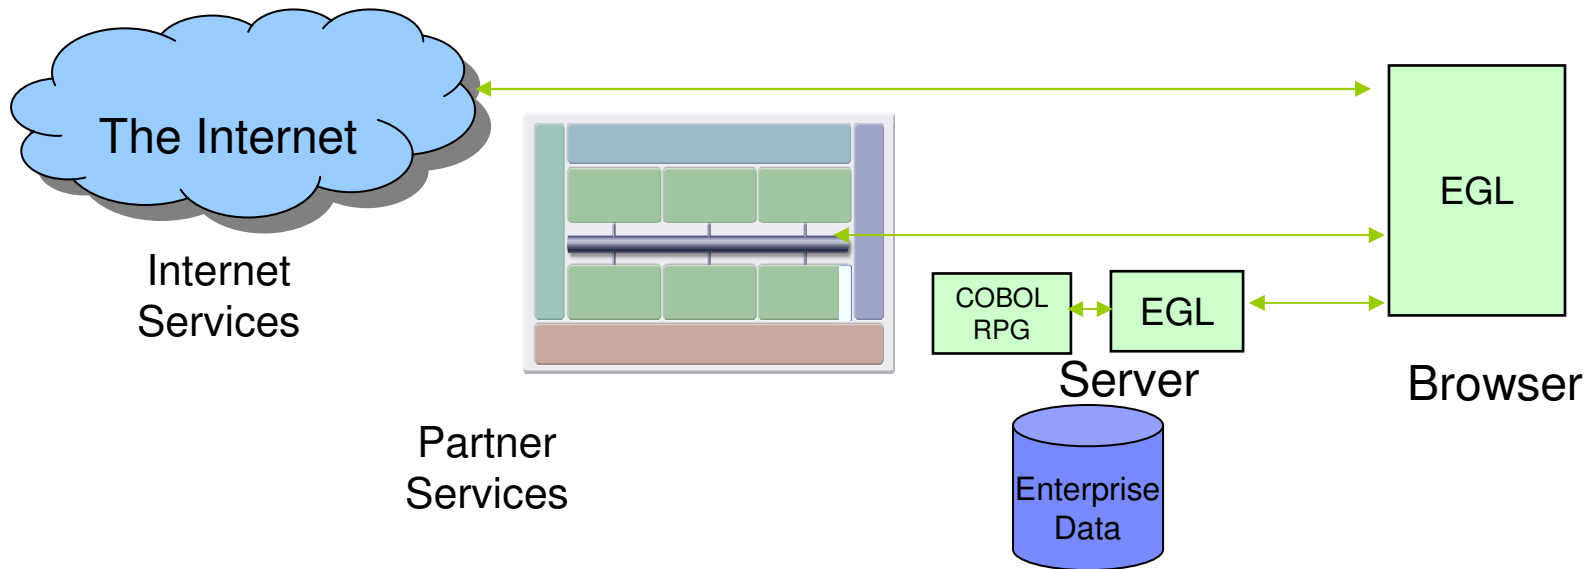 The Internet
Internet
Services
Partner
Services
COBOL
RPG
EGL
Server
Enterprise
Data
EGL
Browser